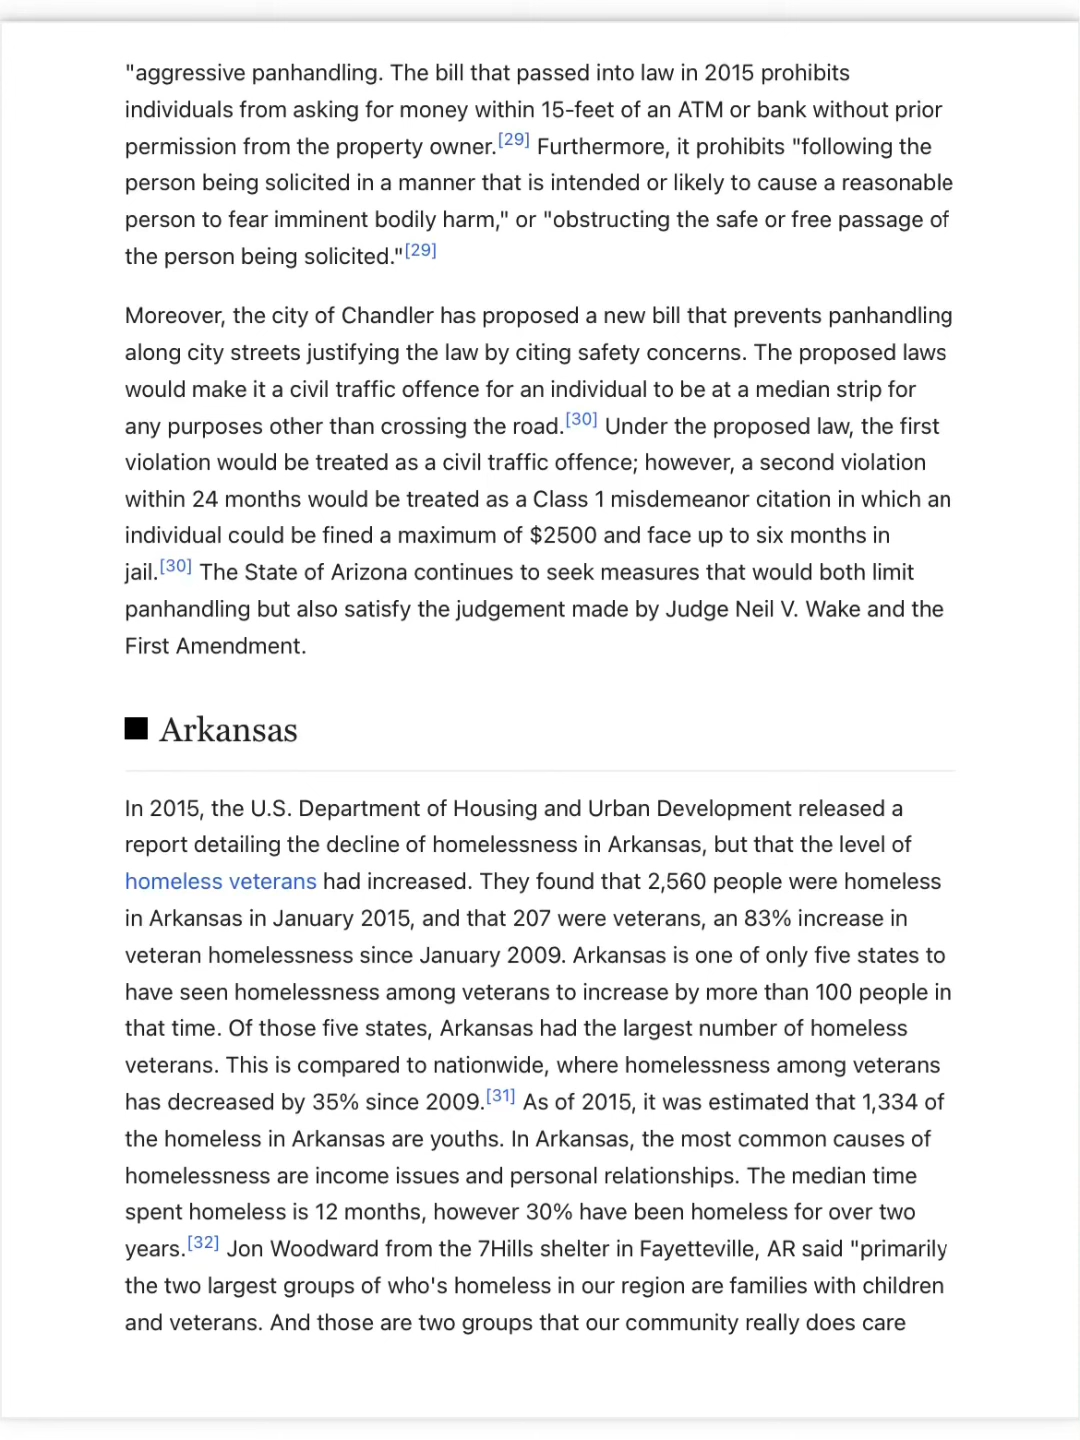 "aggressive panhandling. The bill that passed into law in 2015 prohibits
individuals from asking for money within 15-feet of an ATM or bank without prior
permission from the property owner.[29] Furthermore, it prohibits "following the
person being solicited in a manner that is intended or likely to cause a reasonable
person to fear imminent bodily harm," or "obstructing the safe or free passage of
the person being solicited."[29]
Moreover, the city of Chandler has proposed a new bill that prevents panhandling
along city streets justifying the law by citing safety concerns. The proposed laws
would make it a civil traffic offence for an individual to be at a median strip for
any purposes other than crossing the road.[30] Under the proposed law, the first
violation would be treated as a civil traffic offence; however, a second violation
within 24 months would be treated as a Class 1 misdemeanor citation in which an
individual could be fined a maximum of $2500 and face up to six months in
jail.[30] The State of Arizona continues to seek measures that would both limit
panhandling but also satisfy the judgement made by Judge Neil V. Wake and the
First Amendment.
Arkansas
In 2015, the U.S. Department of Housing and Urban Development released a
report detailing the decline of homelessness in Arkansas, but that the level of
homeless veterans had increased. They found that 2,560 people were homeless
in Arkansas in January 2015, and that 207 were veterans, an 83% increase in
veteran homelessness since January 2009. Arkansas is one of only five states to
have seen homelessness among veterans to increase by more than 100 people in
that time. Of those five states, Arkansas had the largest number of homeless
veterans. This is compared to nationwide, where homelessness among veterans
has decreased by 35% since 2009.[31] As of 2015, it was estimated that 1,334 of
the homeless in Arkansas are youths. In Arkansas, the most common causes of
homelessness are income issues and personal relationships. The median time
spent homeless is 12 months, however 30% have been homeless for over two
years.[32] Jon Woodward from the 7Hills shelter in Fayetteville, AR said "primarily
the two largest groups of who's homeless in our region are families with children
and veterans. And those are two groups that our community really does care